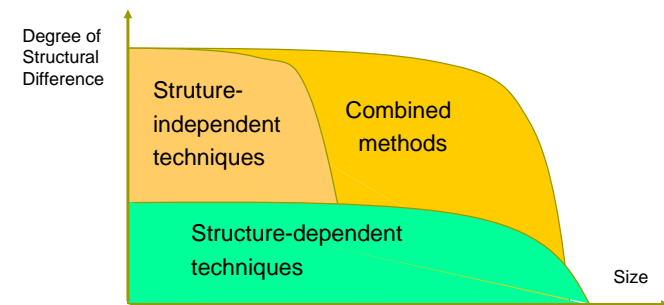 Degree of
Structural
Difference
Struture-
independent
techniques
Combined
methods
Structure-dependent
techniques
Size